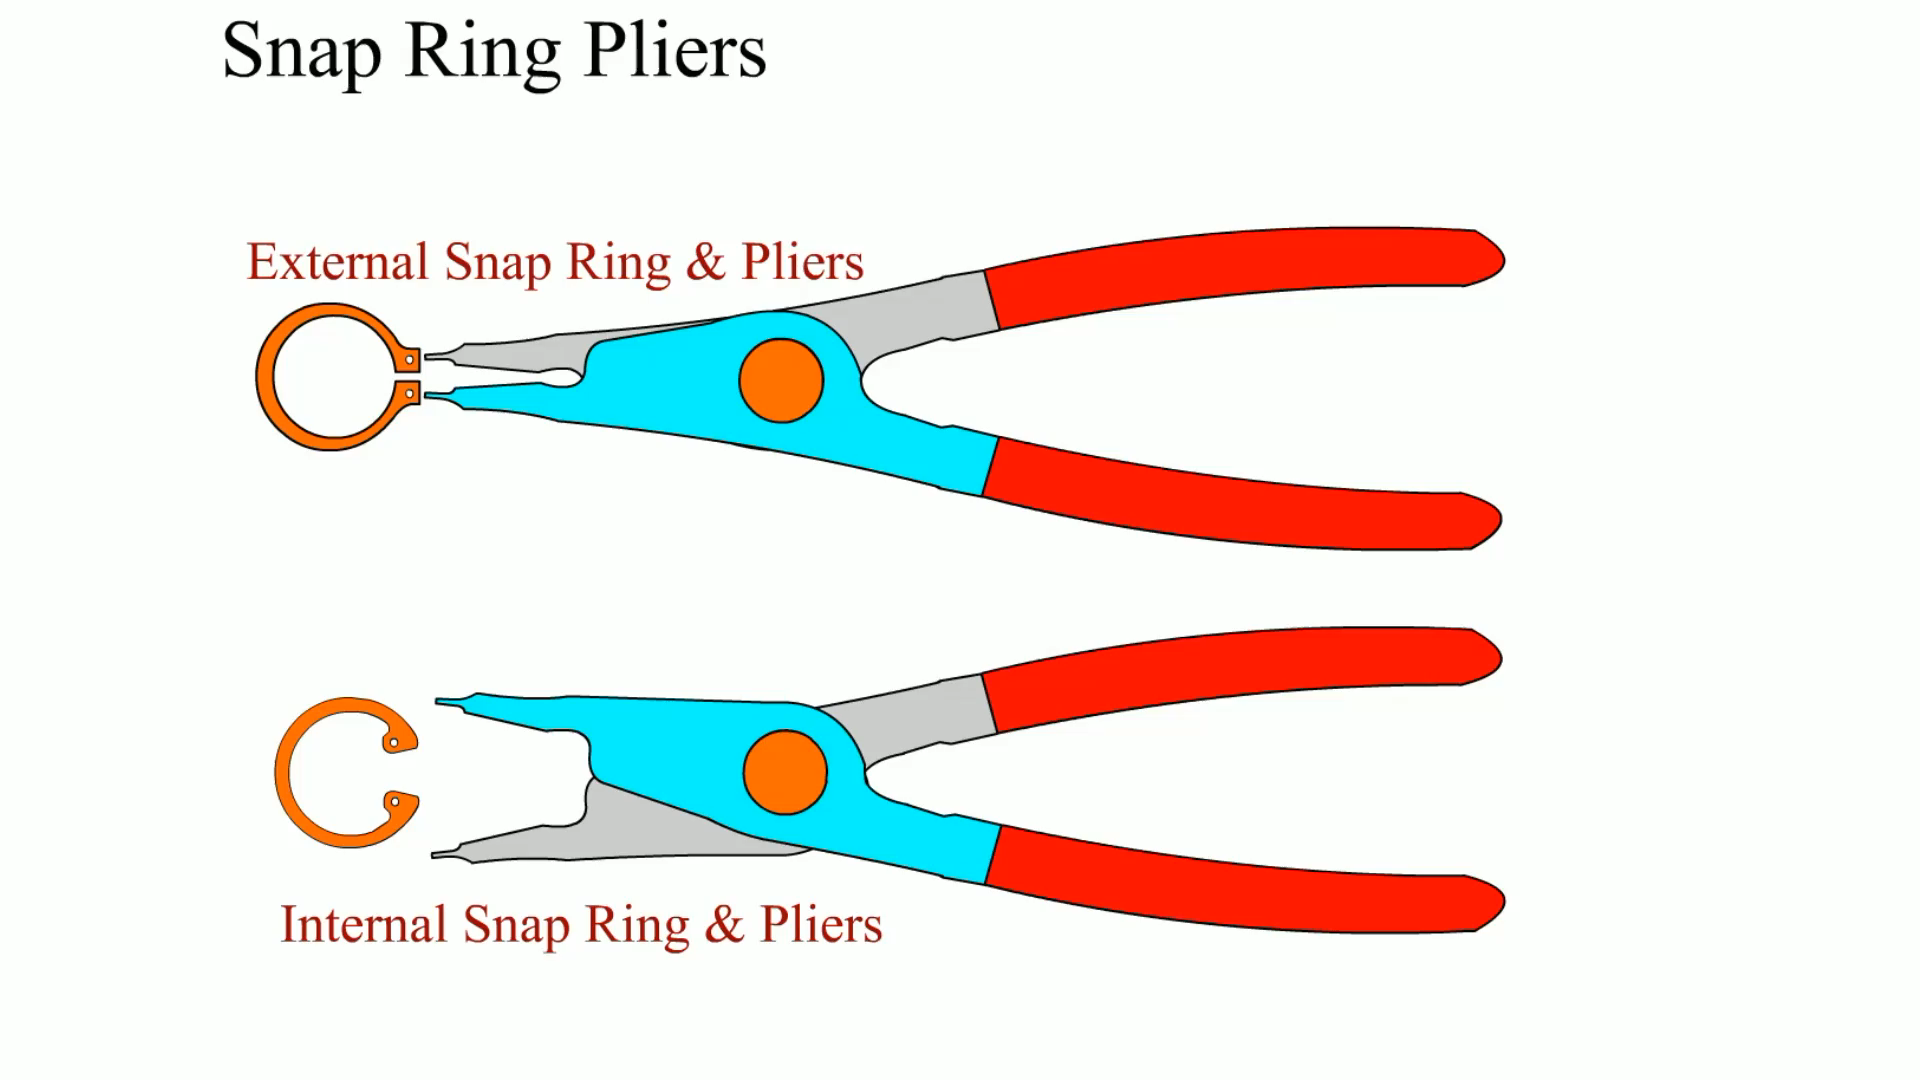 Snap Ring Pliers
External Snap Ring & Pliers
Internal Snap Ring & Pliers